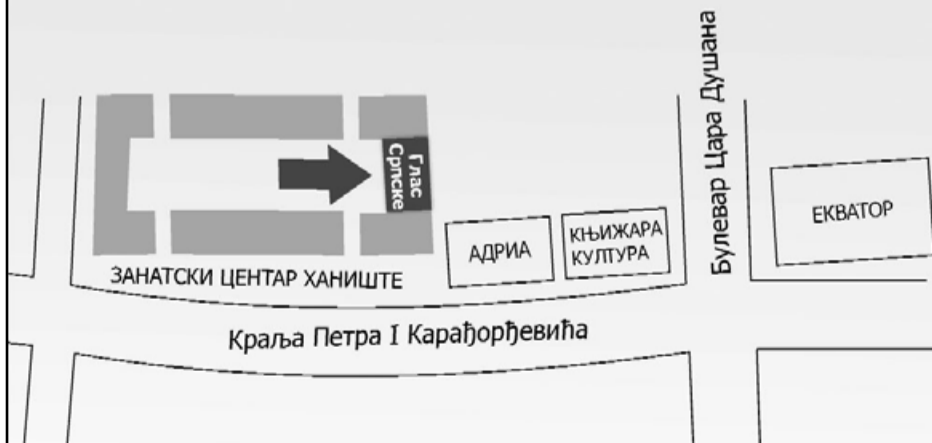 Булевар Цара Душана
Глас
Српске
ЕКВАТОР
АДРИА
КЊИЖАРА
КУЛТУРА
ЗАНАТСКИ ЦЕНТАР ХАНИШТЕ
Краља Петра I Карађорђевића